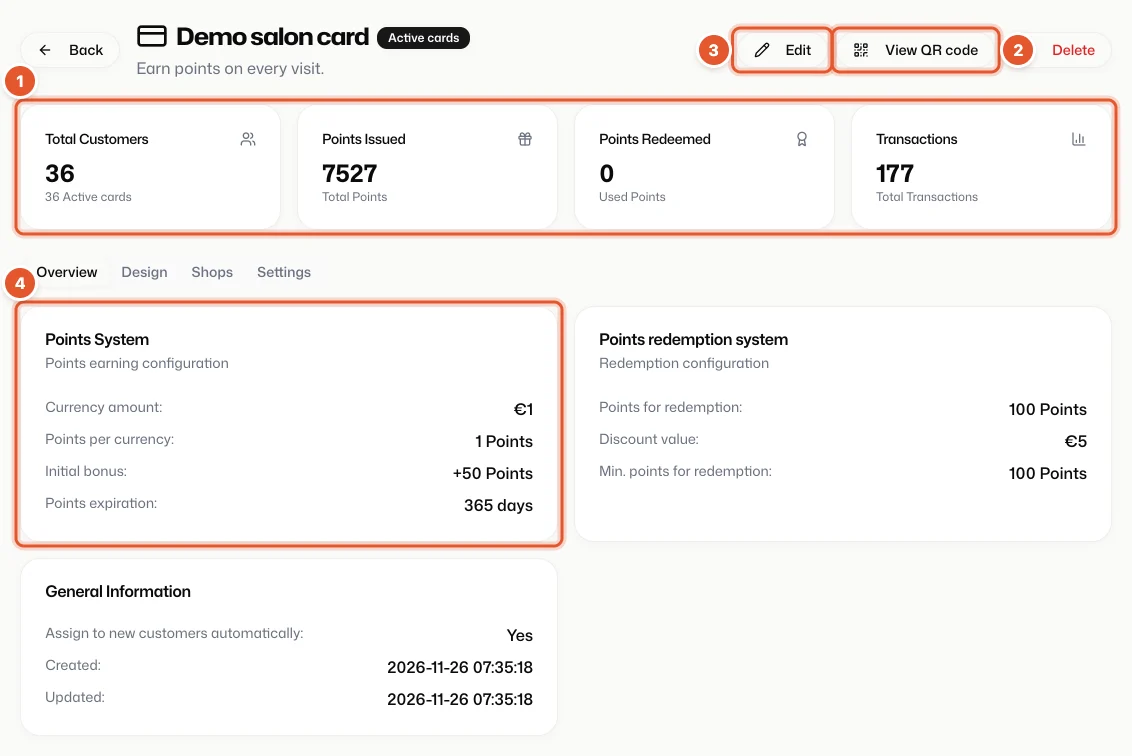 Back
Demo salon card
Active cards
Earn points on every visit.
3
Edit
View QR code
2
Delete
1
Total Customers
36
36 Active cards
Points Issued
7527
Total Points
Points Redeemed
0
Used Points
Transactions
177
Total Transactions
4
Overview
Design
Shops
Settings
Points System
Points earning configuration
Currency amount:
€1
Points per currency:
1 Points
Initial bonus:
+50 Points
Points expiration:
365 days
Points redemption system
Redemption configuration
Points for redemption:
100 Points
Discount value:
€5
Min. points for redemption:
100 Points
General Information
Assign to new customers automatically:
Yes
Created:
2026-11-26 07:35:18
Updated:
2026-11-26 07:35:18